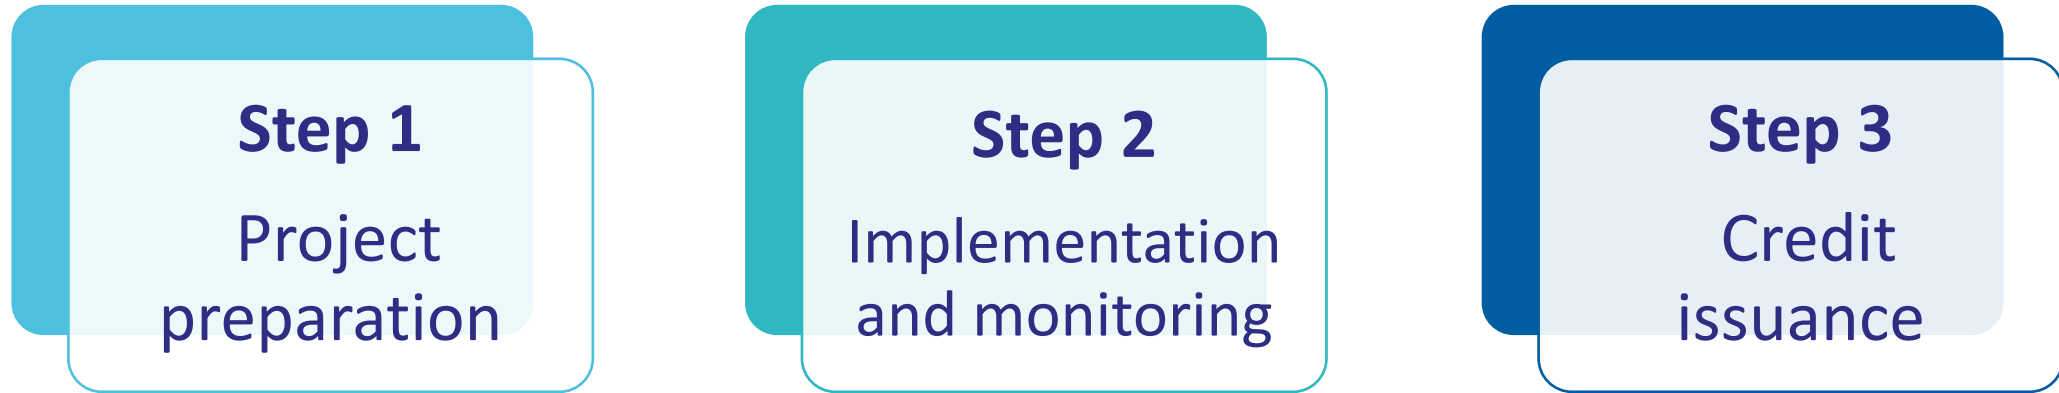 Step 1
Project
preparation
Step 2
Implementation
and monitoring
Step 3
Credit
issuance